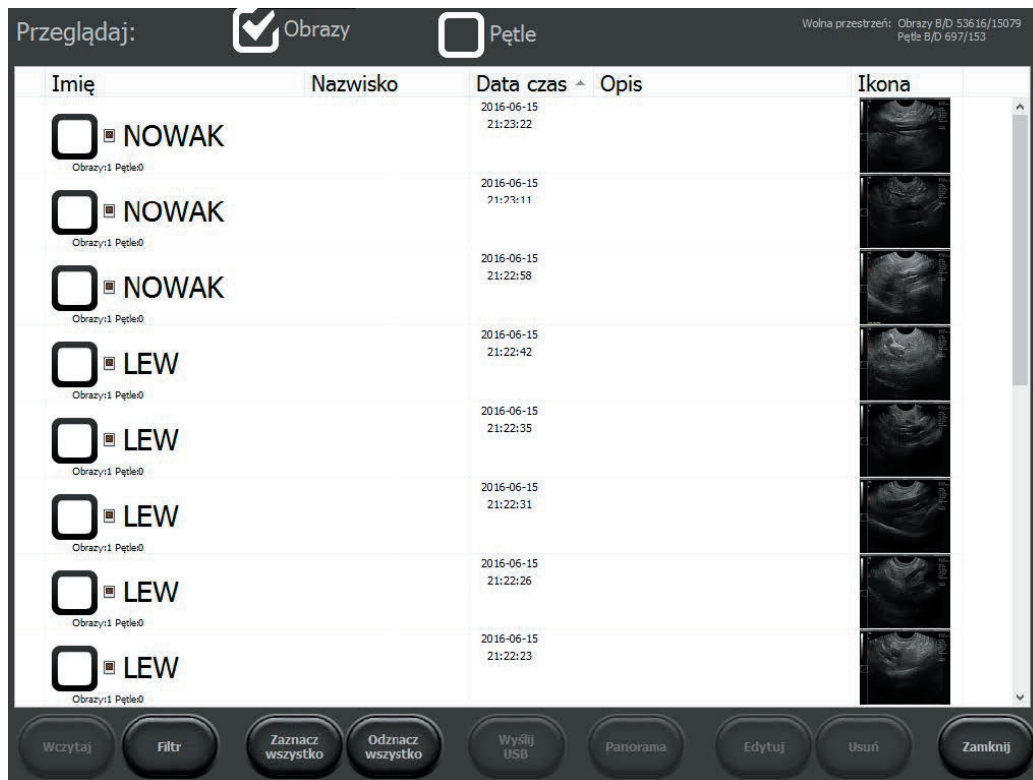 Przeglądaj: Obrazy Pętle Wolna przestrzeń: Obrazy B/D 53616/15079
Pętle B/D 697/153
Imię Nazwisko Data czas Opis Ikona
2016-06-15
21:23:22
NOWAK
Obrazy:1 Pętle:0
2016-06-15
21:23:11
NOWAK
Obrazy:1 Pętle:0
2016-06-15
21:22:58
NOWAK
Obrazy:1 Pętle:0
2016-06-15
21:22:42
LEW
Obrazy:1 Pętle:0
2016-06-15
21:22:35
LEW
Obrazy:1 Pętle:0
2016-06-15
21:22:31
LEW
Obrazy:1 Pętle:0
2016-06-15
21:22:26
LEW
Obrazy:1 Pętle:0
2016-06-15
21:22:23
LEW
Obrazy:1 Pętle:0
Wczytaj Filtr Zaznacz wszystko Odznacz wszystko Wyślij USB Panorama Edytuj Usuń Zamknij